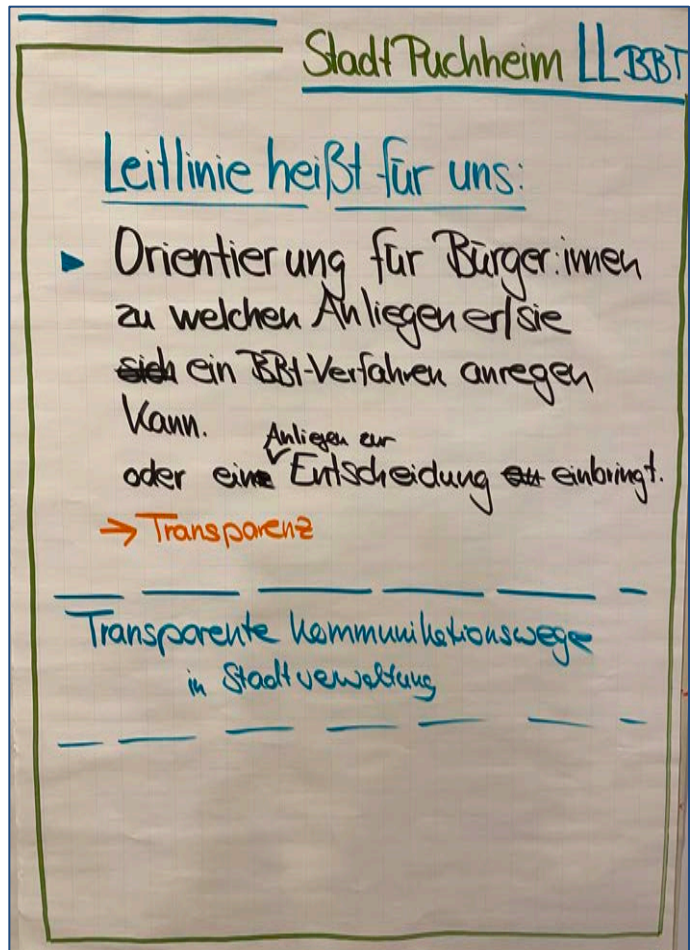 Stadt Puchheim LL BBT
Leitlinie heißt für uns:
► Orientierung für Bürger:innen
zu welchen Anliegen er/sie
sich ein BBT-Verfahren anregen
kann.
Anliegen zur
oder eine Entscheidung einbringt.
→ Transparenz
Transparente Kommunikationswege
in Stadtverwaltung